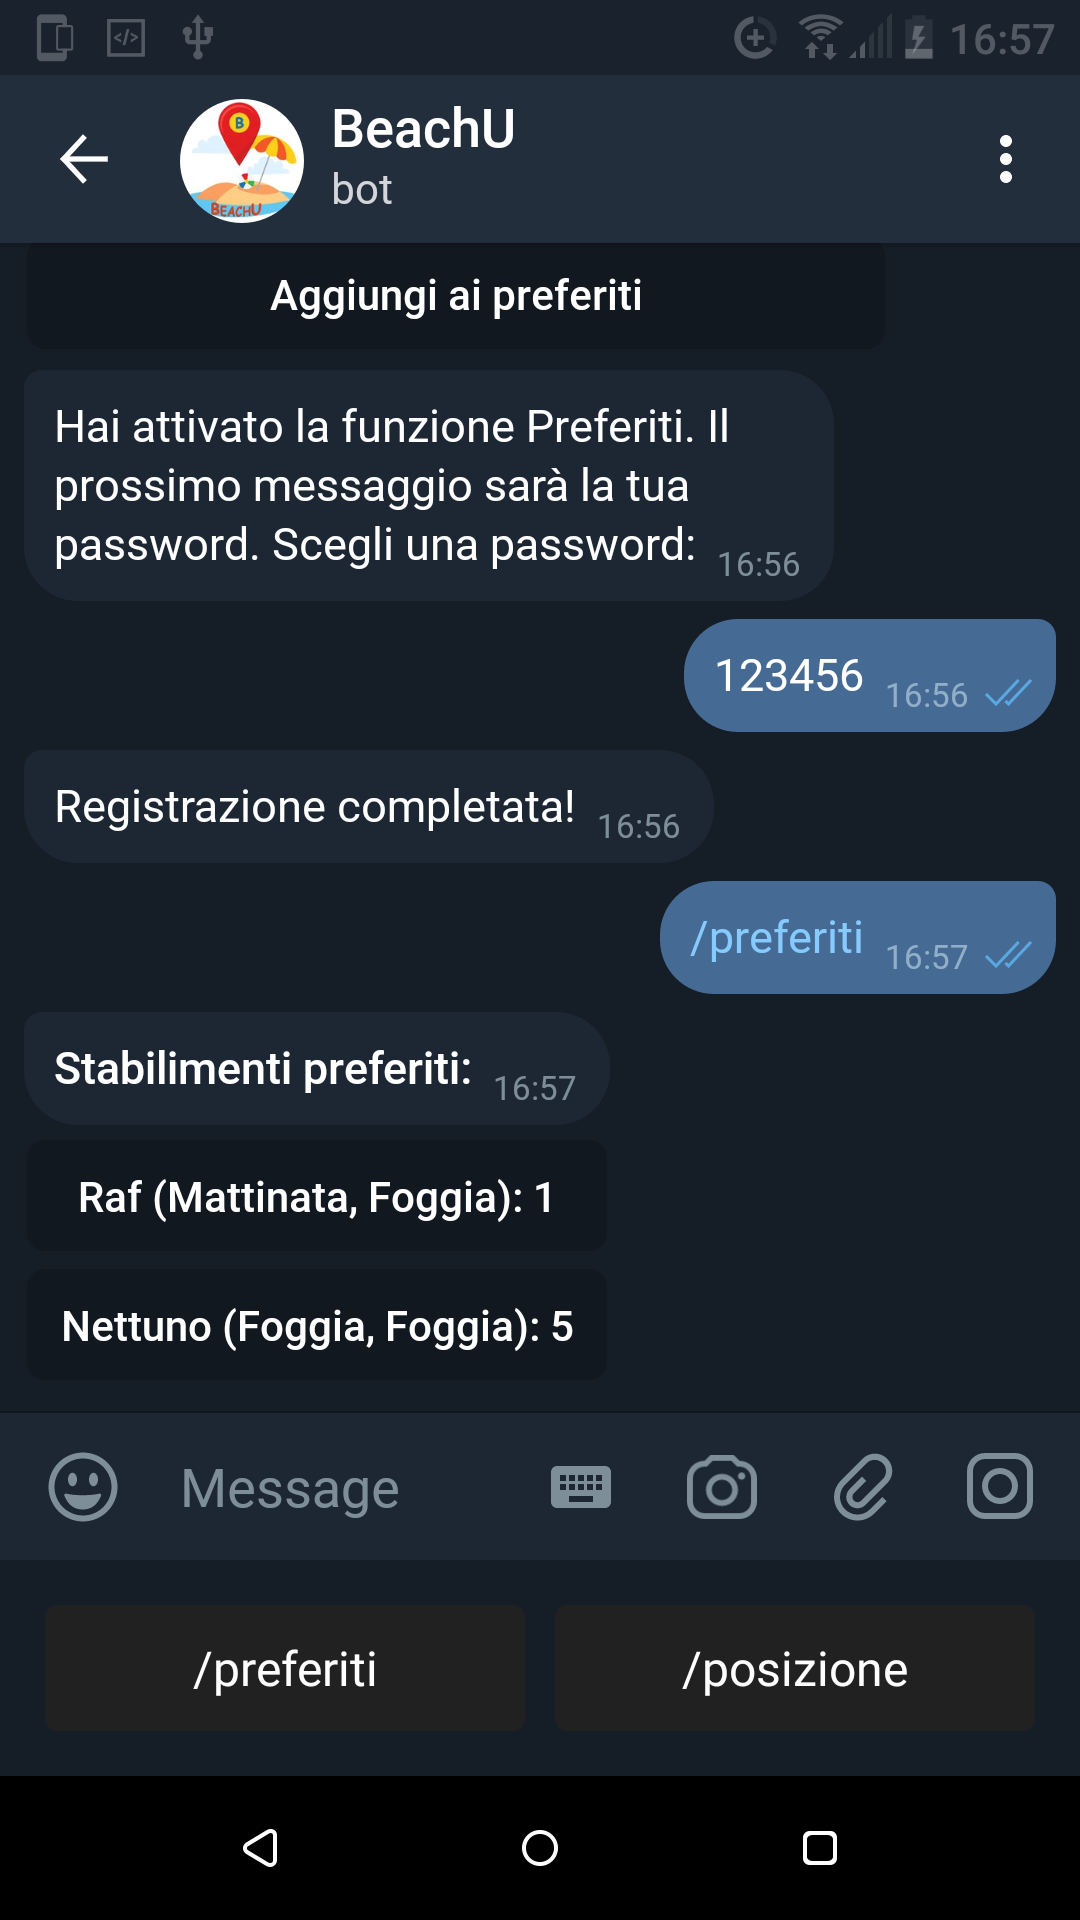 16:57
BeachU
bot
B
BEACHU
Aggiungi ai preferiti
Hai attivato la funzione Preferiti. Il
prossimo messaggio sarà la tua
password. Scegli una password: 16:56
123456 16:56
Registrazione completata! 16:56
/preferiti 16:57
Stabilimenti preferiti: 16:57
Raf (Mattinata, Foggia): 1
Nettuno (Foggia, Foggia): 5
Message
/preferiti /posizione